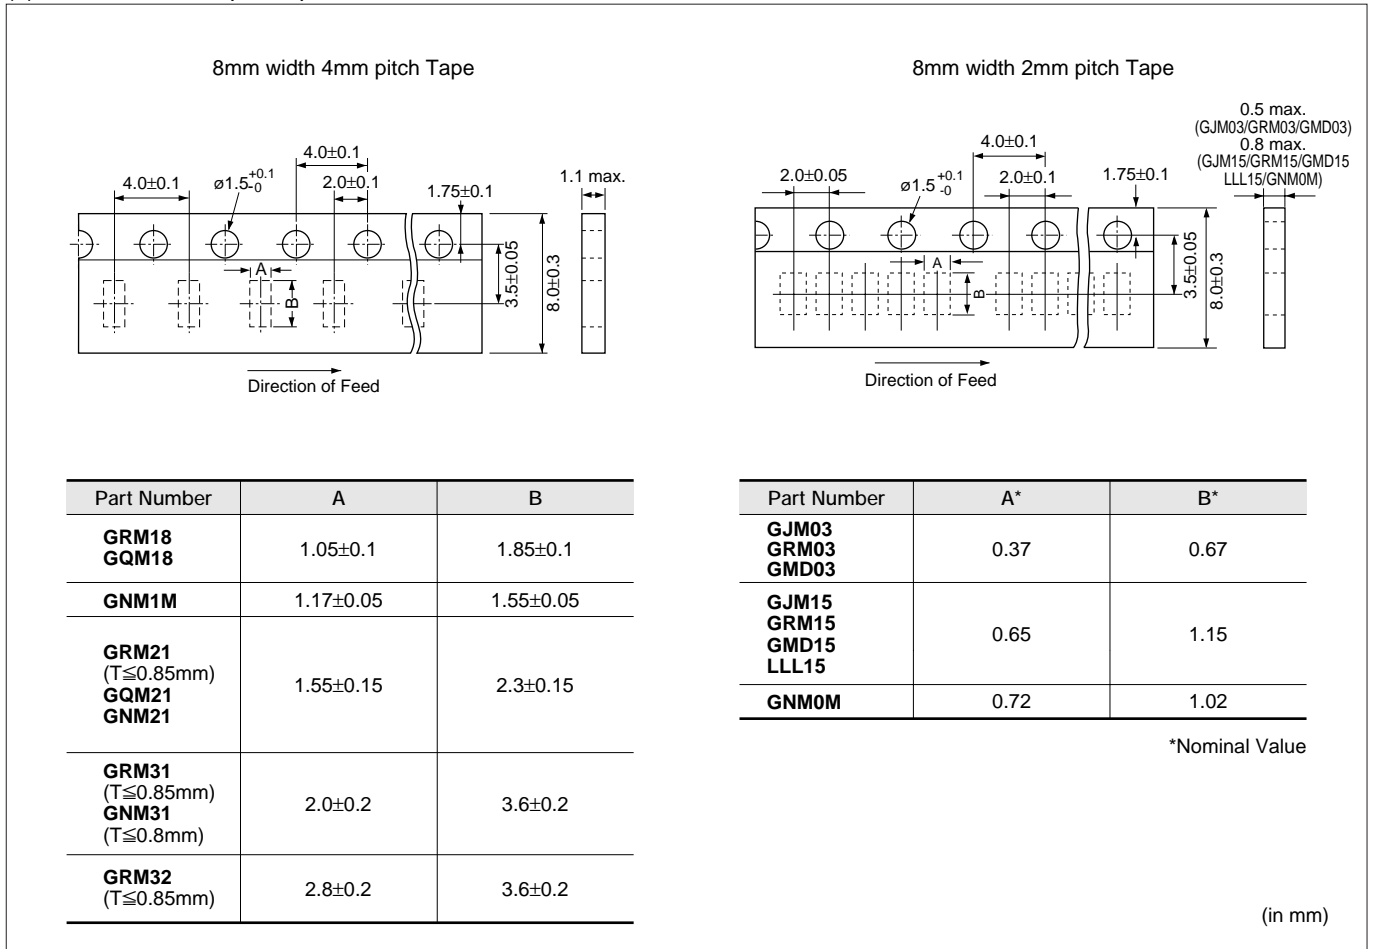 8mm width 4mm pitch Tape
4.0±0.1
4.0±0.1
ø1.5+0.1-0
2.0±0.1
1.75±0.1
1.1 max.
A
B
3.5±0.05
8.0±0.3
Direction of Feed
8mm width 2mm pitch Tape
0.5 max.
(GJM03/GRM03/GMD03)
0.8 max.
(GJM15/GRM15/GMD15
LLL15/GNM0M)
4.0±0.1
2.0±0.05
ø1.5+0.1-0
2.0±0.1
1.75±0.1
A
B
3.5±0.05
8.0±0.3
Direction of Feed
Part Number A B
GRM18
GQM18
1.05±0.1 1.85±0.1
GNM1M 1.17±0.05 1.55±0.05
GRM21
(T≦0.85mm)
GQM21
GNM21
1.55±0.15 2.3±0.15
GRM31
(T≦0.85mm)
GNM31
(T≦0.8mm)
2.0±0.2 3.6±0.2
GRM32
(T≦0.85mm)
2.8±0.2 3.6±0.2
Part Number A* B*
GJM03
GRM03
GMD03
0.37 0.67
GJM15
GRM15
GMD15
LLL15
0.65 1.15
GNM0M 0.72 1.02
*Nominal Value
(in mm)